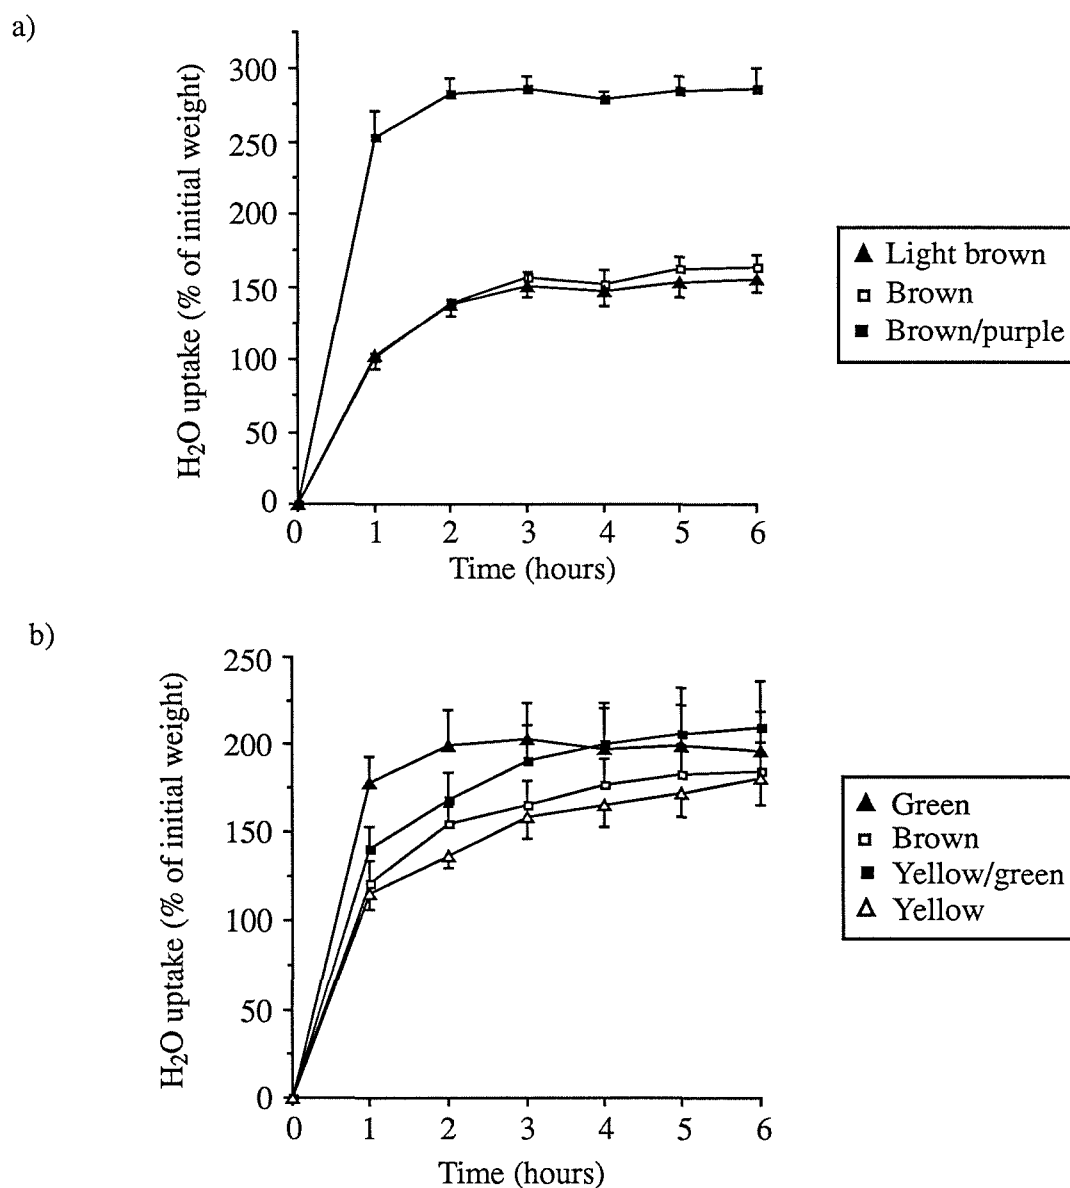 a)
H₂O uptake (% of initial weight)
300
250
200
150
100
50
0
0 1 2 3 4 5 6
Time (hours)
Light brown
Brown
Brown/purple
b)
H₂O uptake (% of initial weight)
250
200
150
100
50
0
0 1 2 3 4 5 6
Time (hours)
Green
Brown
Yellow/green
Yellow